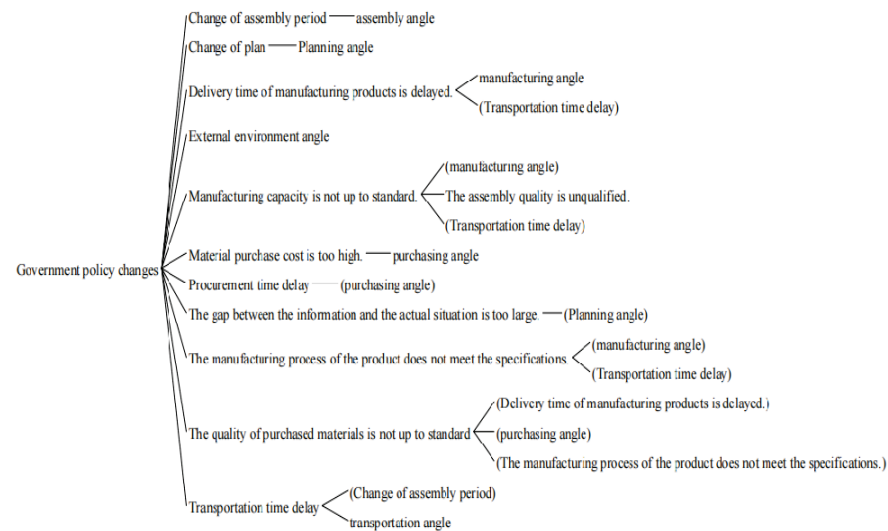 Change of assembly period assembly angle
Change of plan Planning angle
manufacturing angle
Delivery time of manufacturing products is delayed.
(Transportation time delay)
External environment angle
(manufacturing angle)
Manufacturing capacity is not up to standard. The assembly quality is unqualified.
(Transportation time delay)
Material purchase cost is too high. purchasing angle
Government policy changes
Procurement time delay (purchasing angle)
The gap between the information and the actual situation is too large. (Planning angle)
(manufacturing angle)
The manufacturing process of the product does not meet the specifications.
(Transportation time delay)
(Delivery time of manufacturing products is delayed.)
The quality of purchased materials is not up to standard (purchasing angle)
(The manufacturing process of the product does not meet the specifications.)
(Change of assembly period)
Transportation time delay
transportation angle